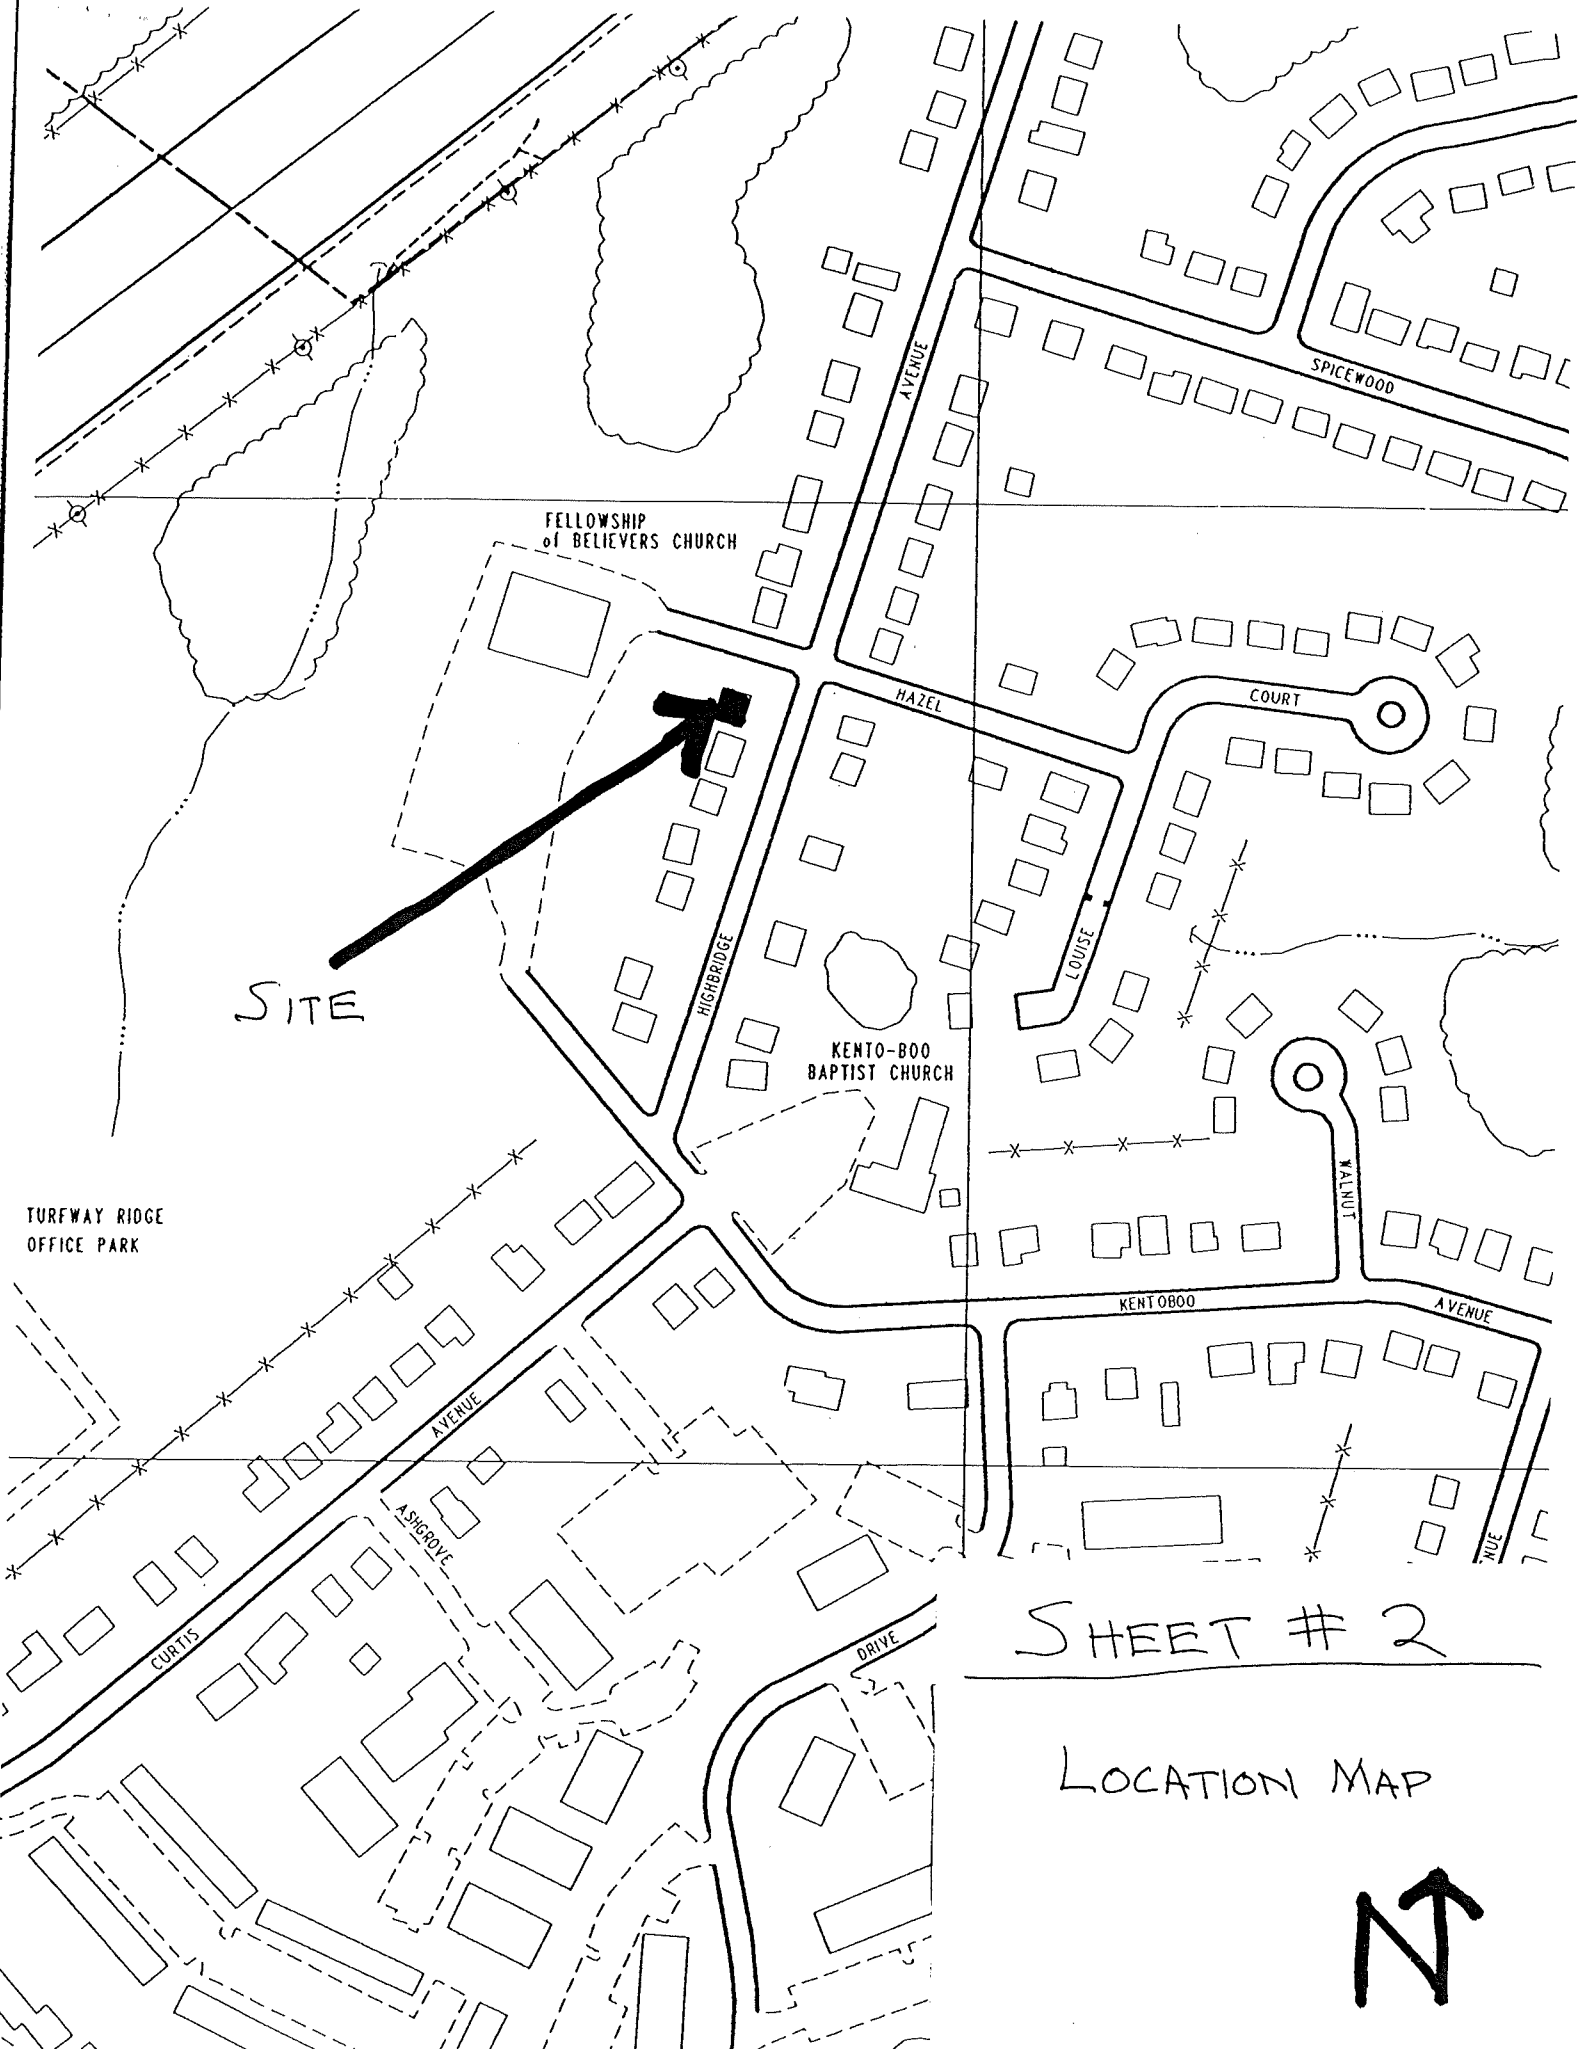 AVENUE
SPICEWOOD
FELLOWSHIP
of BELIEVERS CHURCH
HAZEL
COURT
LOUISE
HIGHBRIDGE
SITE
KENTO-BOO
BAPTIST CHURCH
WALNUT
TURFWAY RIDGE
OFFICE PARK
KENTOBOO
AVENUE
AVENUE
ASHGROVE
NUE
CURTIS
DRIVE
SHEET # 2
LOCATION MAP
N